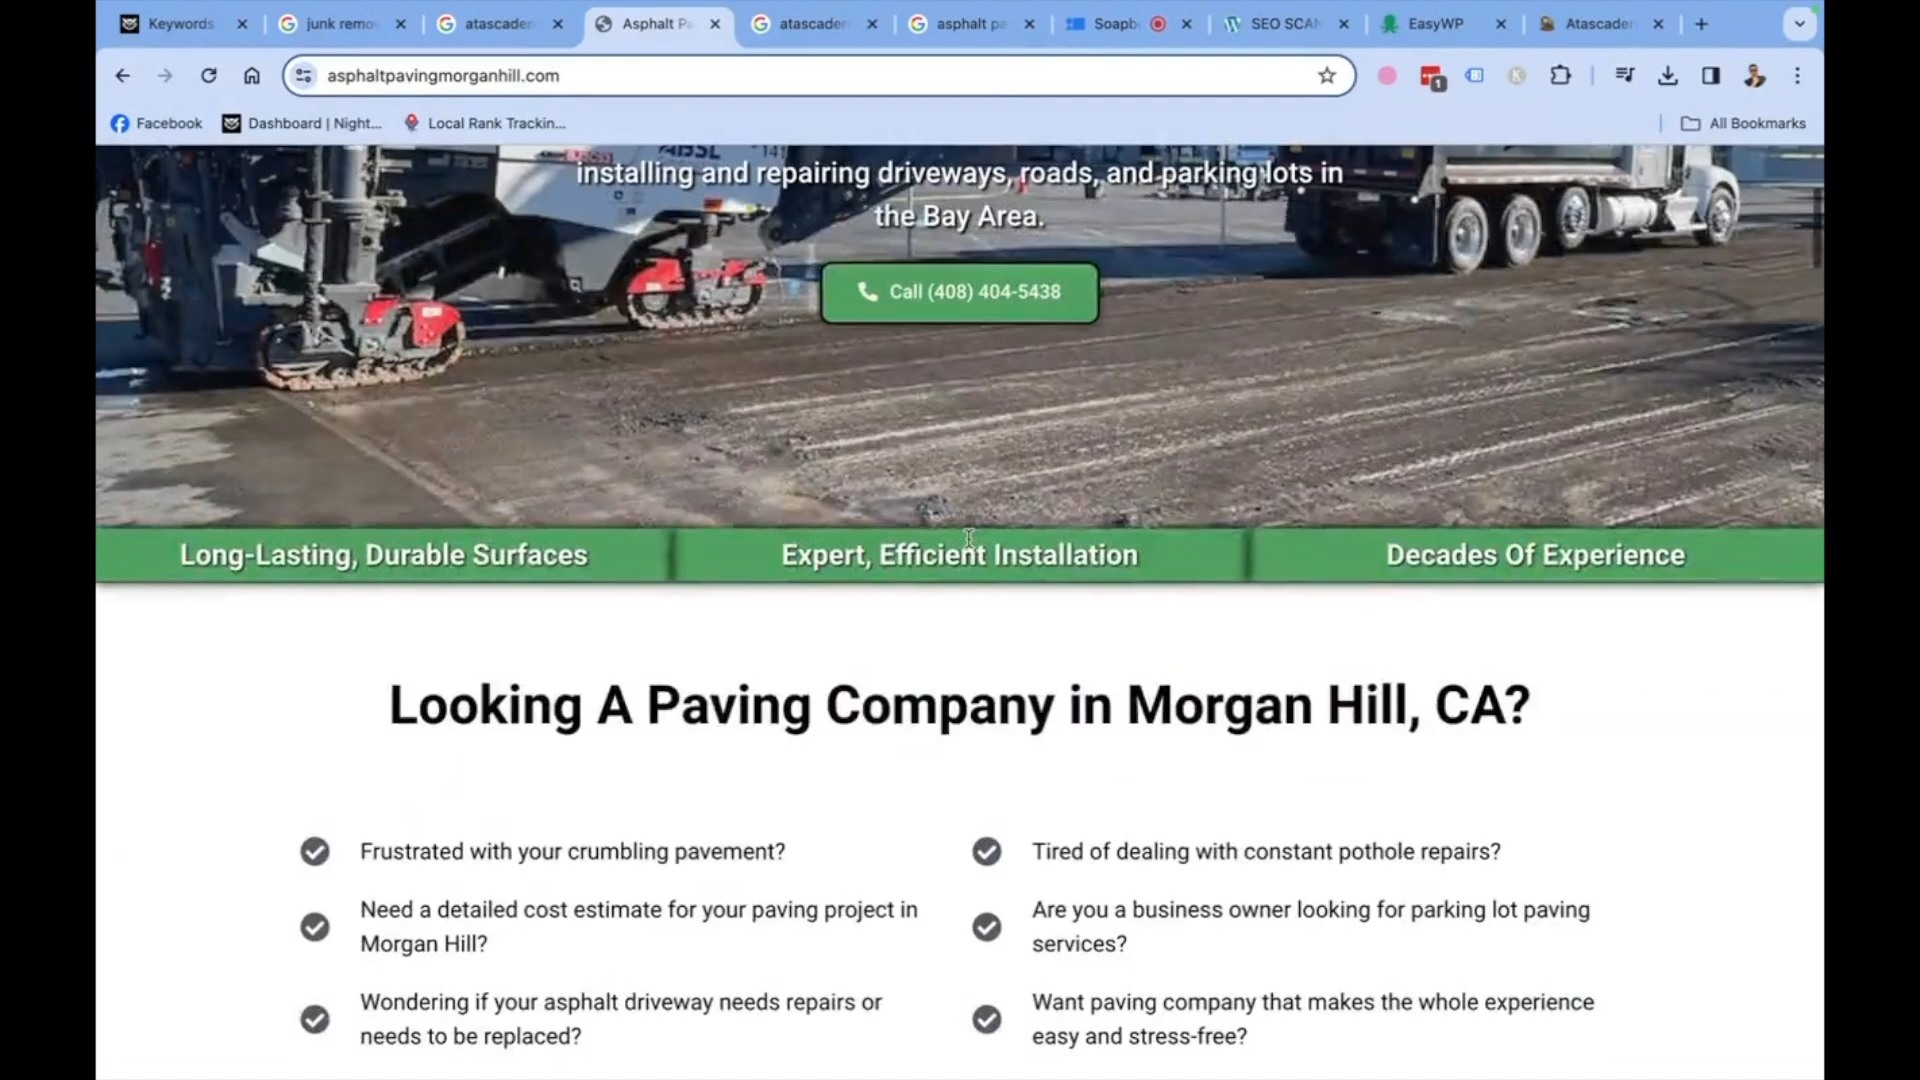 Keywords
junk remo
atascader
Asphalt Pa
atascader
asphalt pa
Soapb
SEO SCAN
EasyWP
Atascader
asphaltpavingmorganhill.com
1
Facebook
Dashboard | Night...
Local Rank Trackin...
All Bookmarks
installing and repairing driveways, roads, and parking lots in
the Bay Area.
Call (408) 404-5438
Long-Lasting, Durable Surfaces
Expert, Efficient Installation
Decades Of Experience
Looking A Paving Company in Morgan Hill, CA?
Frustrated with your crumbling pavement?
Tired of dealing with constant pothole repairs?
Need a detailed cost estimate for your paving project in
Morgan Hill?
Are you a business owner looking for parking lot paving
services?
Wondering if your asphalt driveway needs repairs or
needs to be replaced?
Want paving company that makes the whole experience
easy and stress-free?